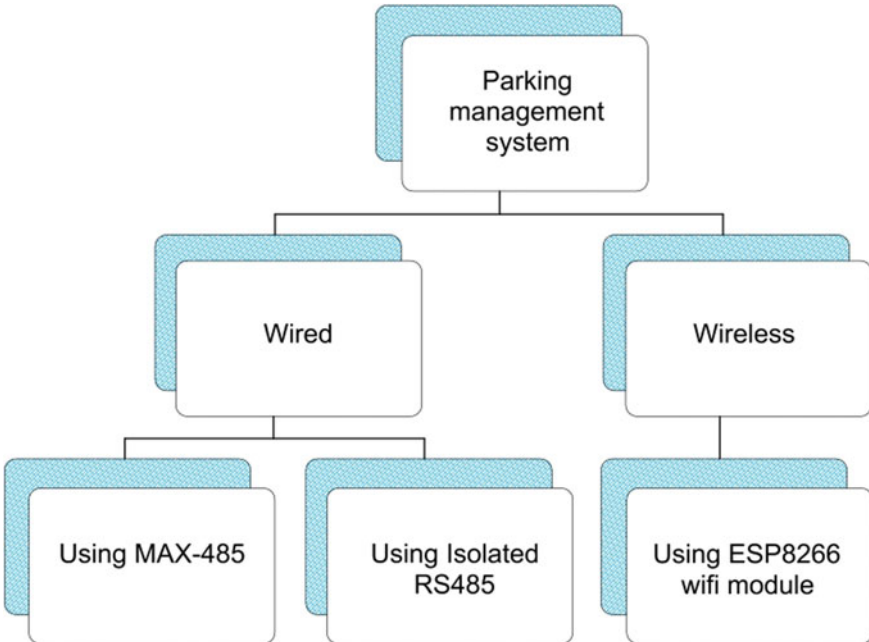 Parking
management
system
Wired
Wireless
Using MAX-485
Using Isolated
RS485
Using ESP8266
wifi module